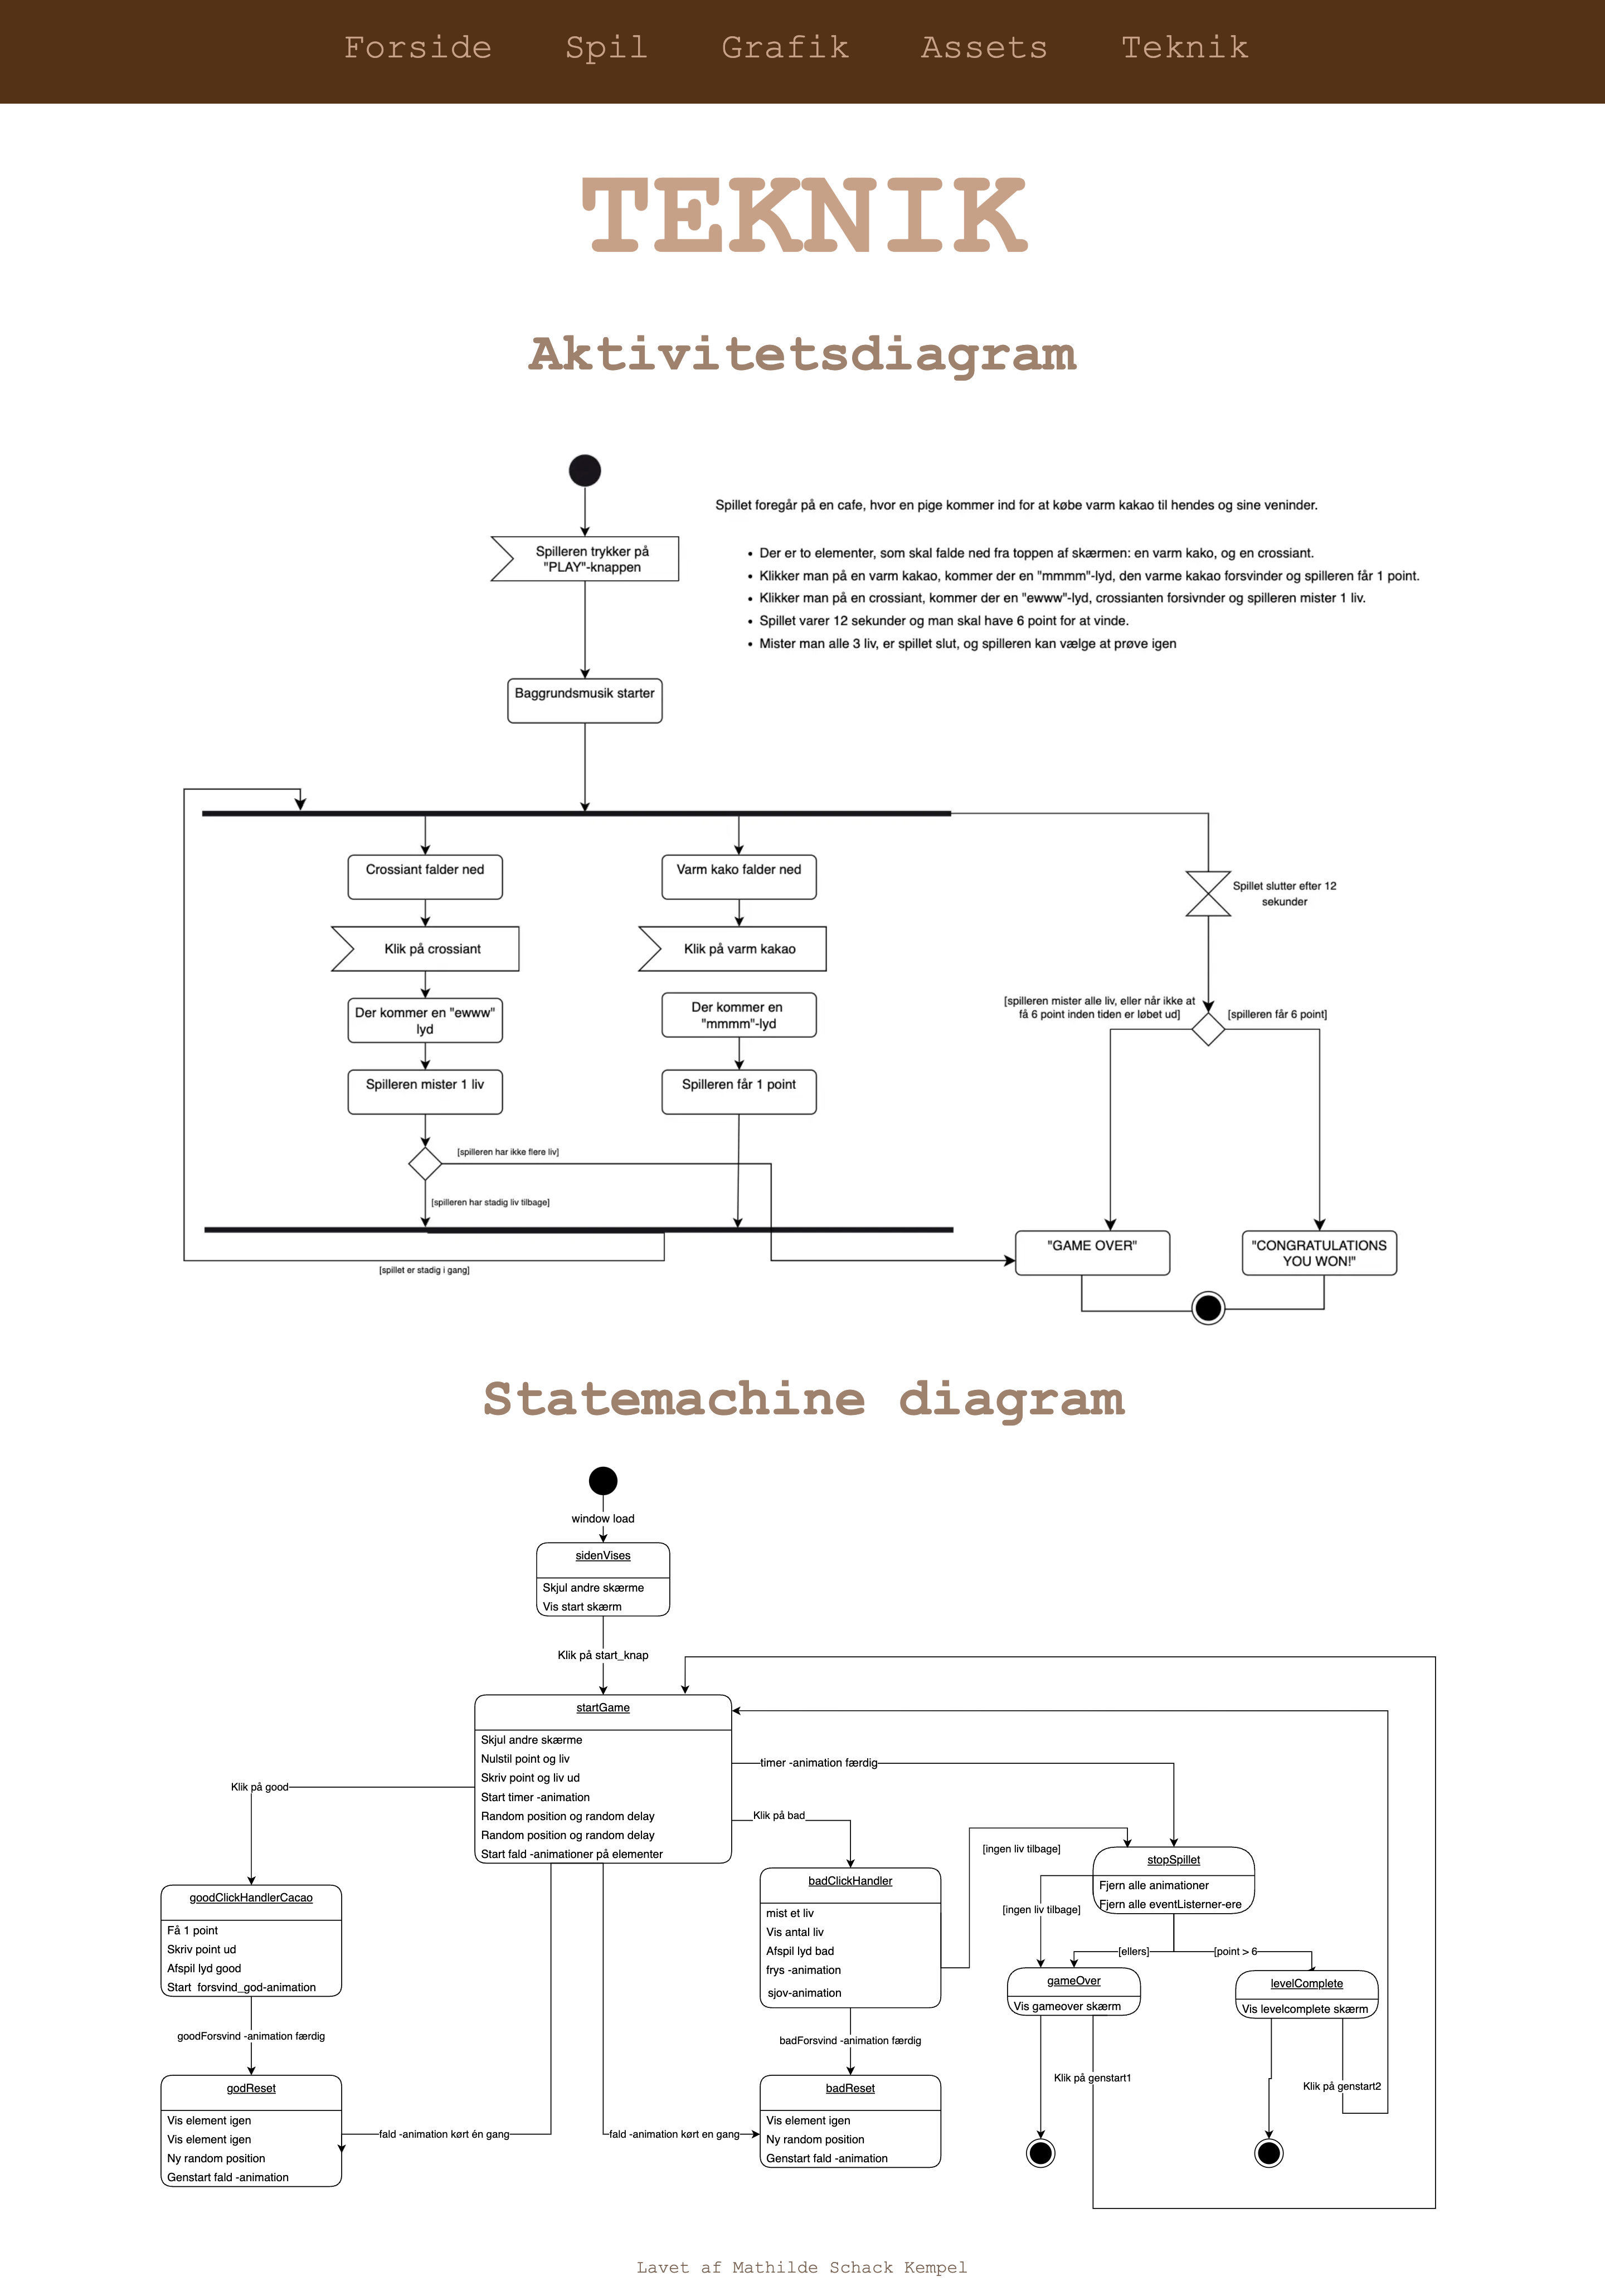 Forside Spil Grafik Assets Teknik
TEKNIK
Aktivitetsdiagram
Spilleren trykker på
"PLAY"-knappen
Spillet foregår på en cafe, hvor en pige kommer ind for at købe varm kakao til hendes og sine veninder.
• Der er to elementer, som skal falde ned fra toppen af skærmen: en varm kako, og en crossiant.
• Klikker man på en varm kakao, kommer der en "mmmm"-lyd, den varme kakao forsvinder og spilleren får 1 point.
• Klikker man på en crossiant, kommer der en "ewww"-lyd, crossianten forsivnder og spilleren mister 1 liv.
• Spillet varer 12 sekunder og man skal have 6 point for at vinde.
• Mister man alle 3 liv, er spillet slut, og spilleren kan vælge at prøve igen
Baggrundsmusik starter
Crossiant falder ned
Klik på crossiant
Der kommer en "ewww"
lyd
Spilleren mister 1 liv
[spilleren har ikke flere liv]
[spilleren har stadig liv tilbage]
[spillet er stadig i gang]
Varm kako falder ned
Klik på varm kakao
Der kommer en
"mmmm"-lyd
Spilleren får 1 point
Spillet slutter efter 12
sekunder
[spilleren mister alle liv, eller når ikke at
få 6 point inden tiden er løbet ud]
[spilleren får 6 point]
"GAME OVER"
"CONGRATULATIONS
YOU WON!"
Statemachine diagram
window load
sidenVises
Skjul andre skærme
Vis start skærm
Klik på start_knap
startGame
Skjul andre skærme
Nulstil point og liv
Skriv point og liv ud
Start timer -animation
Random position og random delay
Random position og random delay
Start fald -animationer på elementer
Klik på good
timer -animation færdig
Klik på bad
goodClickHandlerCacao
Få 1 point
Skriv point ud
Afspil lyd good
Start forsvind_god-animation
goodForsvind -animation færdig
godReset
Vis element igen
Vis element igen
Ny random position
Genstart fald -animation
fald -animation kørt én gang
fald -animation kørt en gang
badClickHandler
mist et liv
Vis antal liv
Afspil lyd bad
frys -animation
sjov-animation
badForsvind -animation færdig
badReset
Vis element igen
Ny random position
Genstart fald -animation
[ingen liv tilbage]
stopSpillet
Fjern alle animationer
Fjern alle eventListerner-ere
[ingen liv tilbage]
[ellers]
[point > 6
gameOver
Vis gameover skærm
levelComplete
Vis levelcomplete skærm
Klik på genstart1
Klik på genstart2
Lavet af Mathilde Schack Kempel